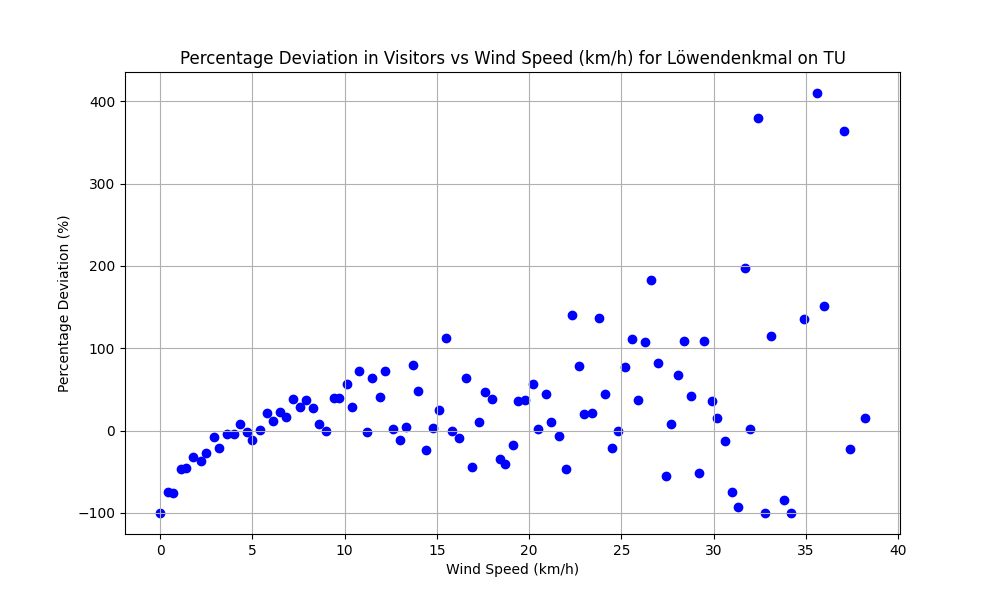 Percentage Deviation in Visitors vs Wind Speed (km/h) for Löwendenkmal on TU
Percentage Deviation (%)
400
300
200
100
0
−100
0 5 10 15 20 25 30 35 40
Wind Speed (km/h)